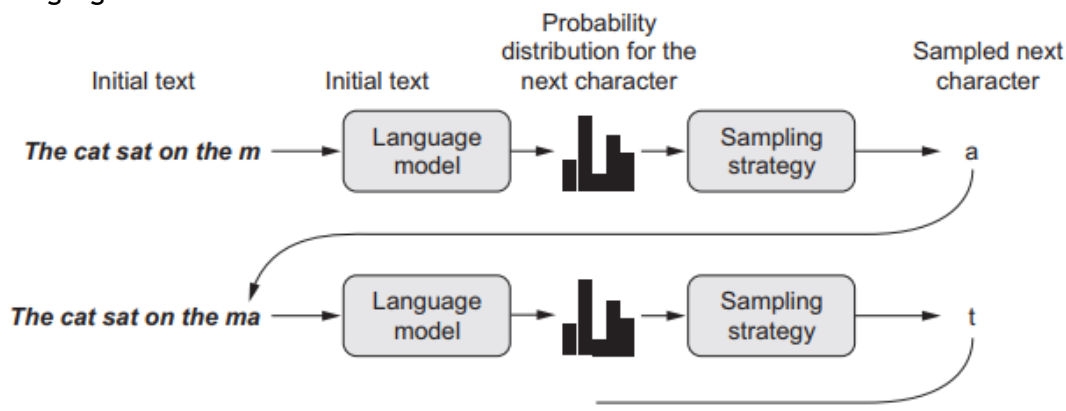 Probability
distribution for the
next character
Sampled next
character
Initial text
Initial text
The cat sat on the m
Language
model
Sampling
strategy
a
The cat sat on the ma
Language
model
Sampling
strategy
t